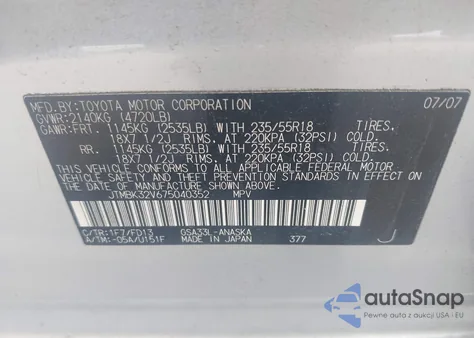 MFD.BY:TOYOTA MOTOR CORPORATION 07/07
GVWR:2140KG (4720LB)
GAWR:FRT. 1145KG (2535LB) WITH 235/55R18 TIRES,
18X7 1/2J RIMS, AT 220KPA (32PSI) COLD.
RR. 1145KG (2535LB) WITH 235/55R18 TIRES,
18X7 1/2J RIMS, AT 220KPA (32PSI) COLD.
THIS VEHICLE CONFORMS TO ALL APPLICABLE FEDERAL MOTOR
VEHICLE SAFETY, AND THEFT PREVENTION STANDARDS IN
EFFECT ON THE DATE OF MANUFACTURE SHOWN ABOVE.
JTMBK32V675040352 MPV
C/TR:1F7/FD13 GSA33L-ANASKA
A/TM:-05A/U151F MADE IN JAPAN 377 J
autoSnap
Pewne auta z aukcji USA i EU